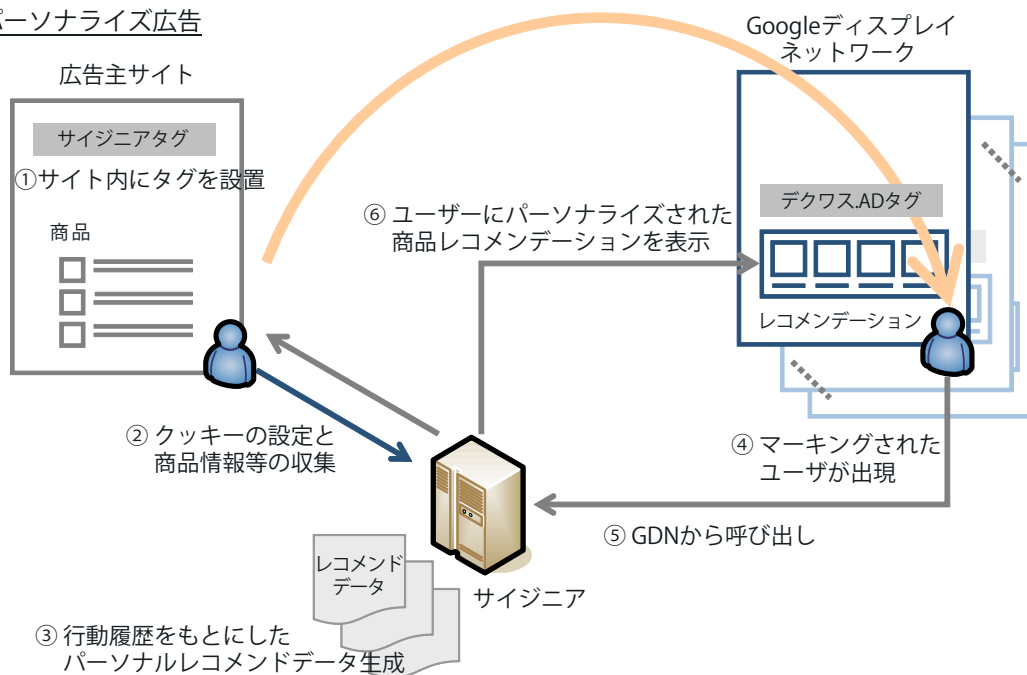 パーソナライズ広告
広告主サイト
サイジニアタグ
①サイト内にタグを設置
商品
Googleディスプレイ
ネットワーク
デクワス.ADタグ
レコメンデーション
⑥ ユーザーにパーソナライズされた
商品レコメンデーションを表示
② クッキーの設定と
商品情報等の収集
④ マーキングされた
ユーザが出現
⑤ GDNから呼び出し
サイジニア
レコメンド
データ
③ 行動履歴をもとにした
パーソナルレコメンドデータ生成